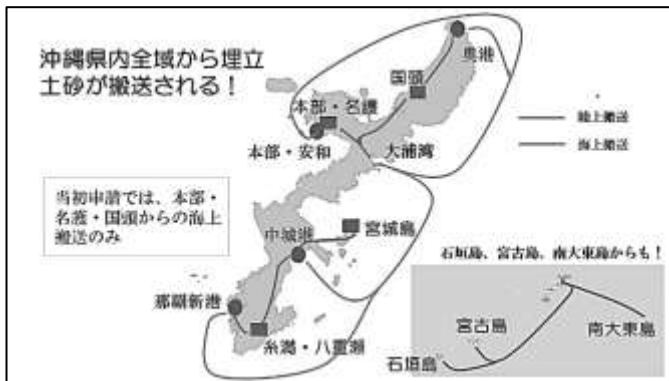 沖縄県内全域から埋立
土砂が搬送される！
奥港
国頭
本部・名護
本部・安和
大浦湾
陸上搬送
海上搬送
当初申請では、本部・
名護・国頭からの海上
搬送のみ
宮城島
中城港
石垣島、宮古島、南大東島からも！
那覇新港
糸満・八重瀬
宮古島
南大東島
石垣島